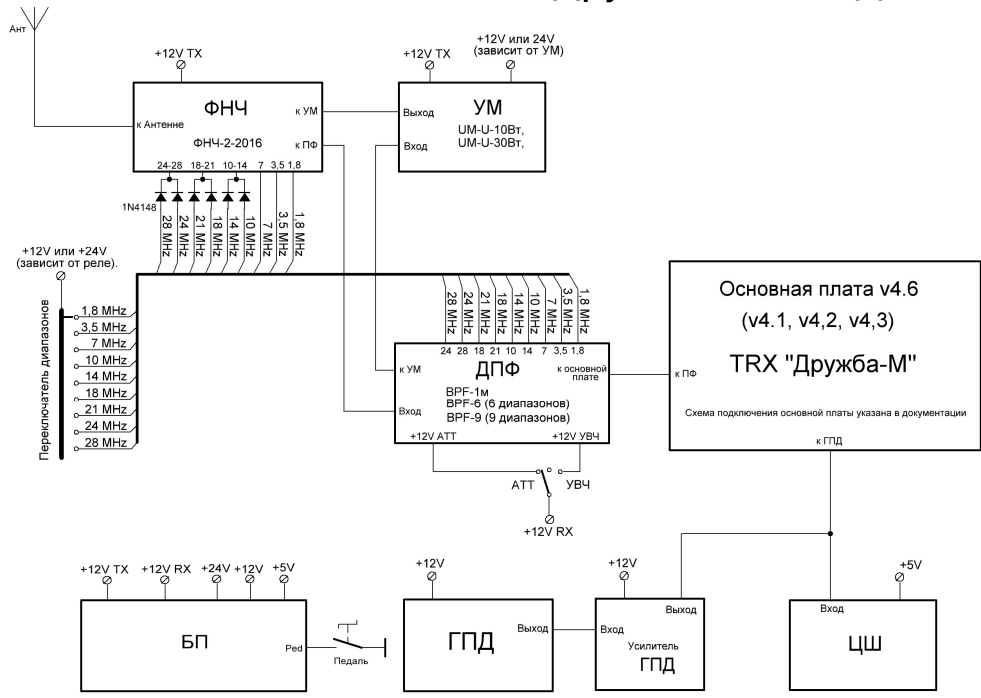 Ант
+12V TX
ФНЧ
к УМ
к Антенне
ФНЧ-2-2016
к ПФ
24-28 18-21 10-14 7 3,5 1,8
1N4148
28 MHz
24 MHz
21 MHz
18 MHz
14 MHz
10 MHz
7 MHz
3,5 MHz
1,8 MHz
+12V TX
+12V или 24V
(зависит от УМ)
УМ
Выход
UM-U-10Вт,
UM-U-30Вт,
Вход
+12V или +24V
(зависит от реле).
Переключатель диапазонов
1,8 MHz
3,5 MHz
7 MHz
10 MHz
14 MHz
18 MHz
21 MHz
24 MHz
28 MHz
28 MHz
24 MHz
21 MHz
18 MHz
14 MHz
10 MHz
7 MHz
3,5 MHz
1,8 MHz
24 28 18 21 10 14 7 3,5 1,8
ДПФ
к УМ
к основной
плате
BPF-1м
BPF-6 (6 диапазонов)
BPF-9 (9 диапазонов)
Вход
+12V АТТ
+12V УВЧ
АТТ
УВЧ
+12V RX
Основная плата v4.6
(v4.1, v4,2, v4,3)
TRX "Дружба-М"
к ПФ
Схема подключения основной платы указана в документации
к ГПД
+12V TX
+12V RX
+24V
+12V
+5V
БП
Ped
Педаль
+12V
ГПД
Выход
+12V
Выход
Вход
Усилитель
ГПД
+5V
Вход
ЦШ